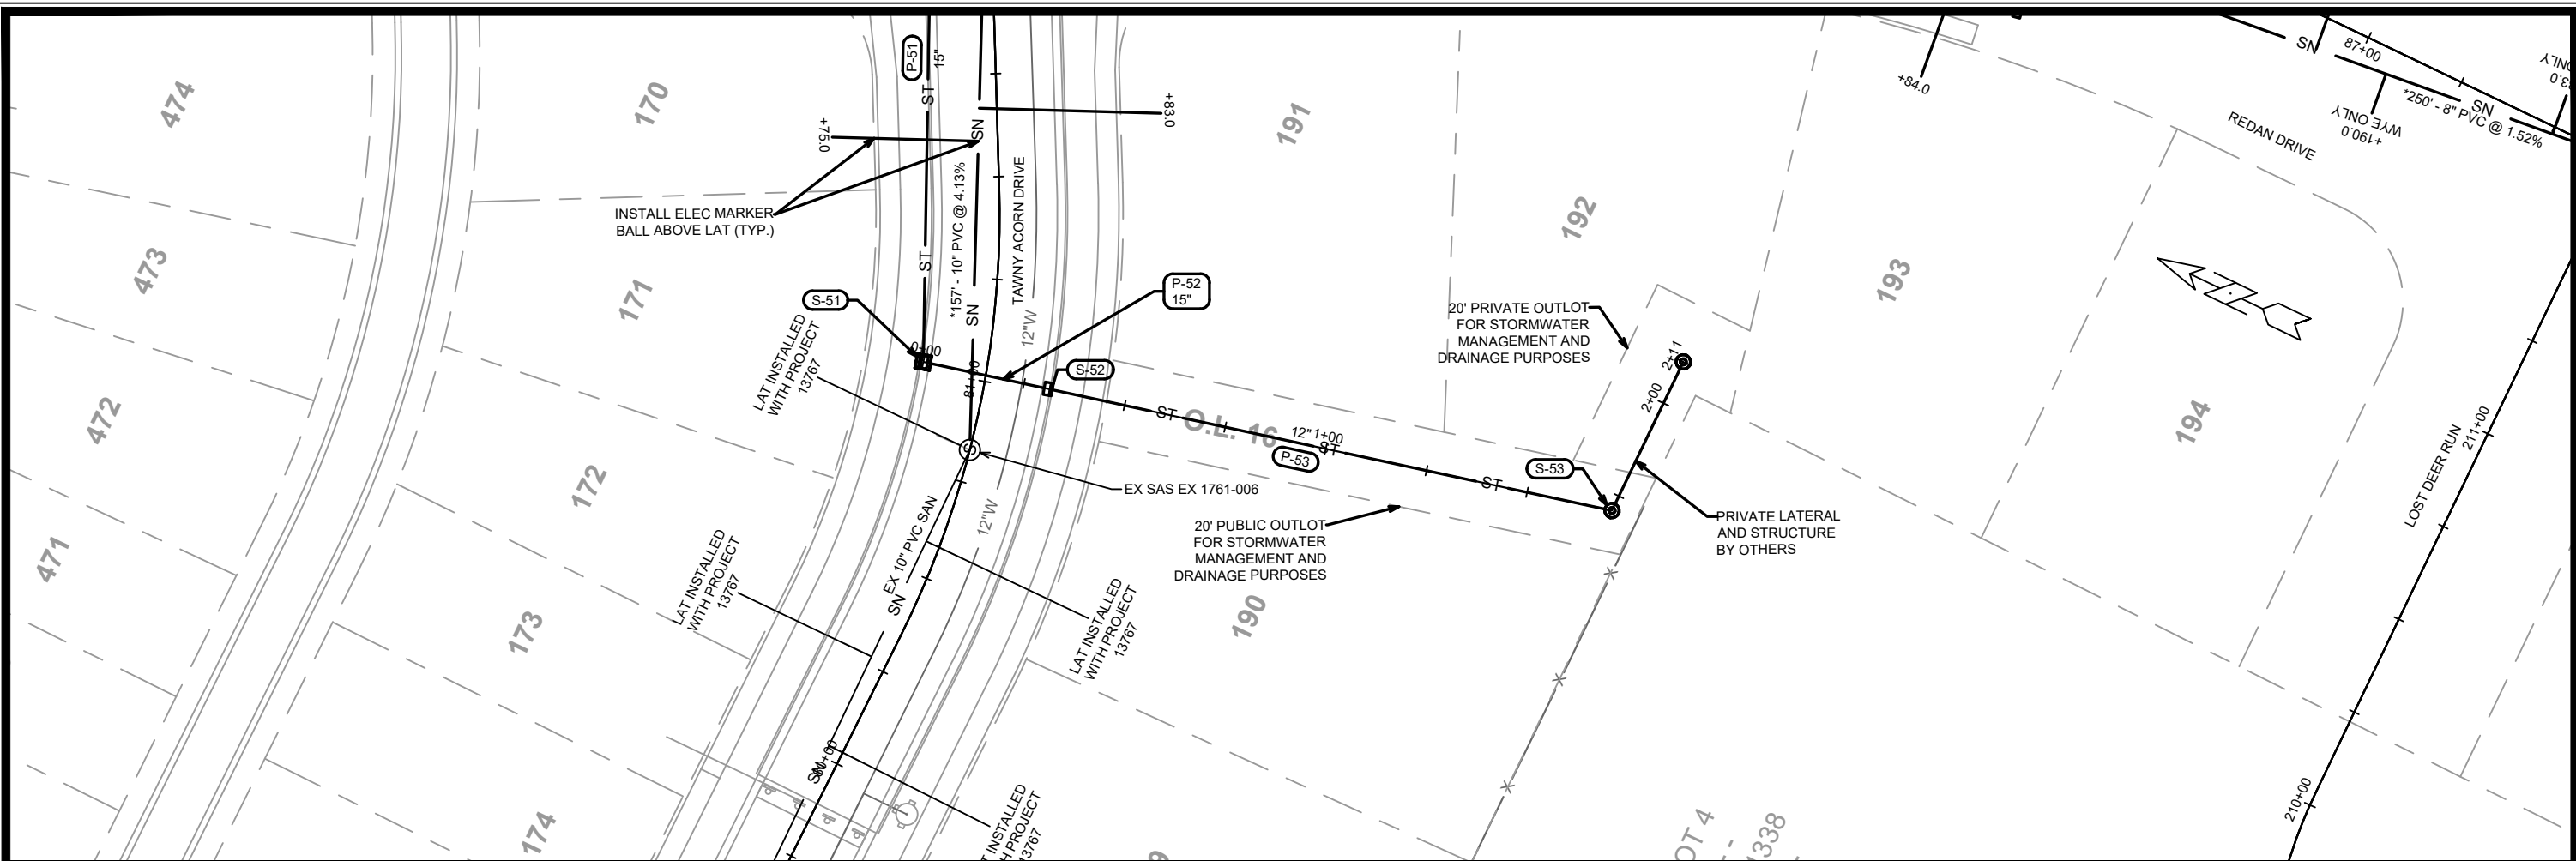 474
473
472
471
170
171
172
173
174
191
192
193
194
190
P-51
15"
ST
ST
SN
SN
+75.0
+83.0
INSTALL ELEC MARKER
BALL ABOVE LAT (TYP.)
*157' - 10" PVC @ 4.13%
TAWNY ACORN DRIVE
12"W
12"W
S-51
0+00
81+00
P-52
15"
S-52
LAT INSTALLED
WITH PROJECT
13767
S
EX SAS EX 1761-006
EX 10" PVC SAN
SN
LAT INSTALLED
WITH PROJECT
13767
LAT INSTALLED
WITH PROJECT
13767
SN
O.L. 16
ST
12"
1+00
ST
P-53
ST
S-53
2+00
2+11
20' PRIVATE OUTLOT
FOR STORMWATER
MANAGEMENT AND
DRAINAGE PURPOSES
20' PUBLIC OUTLOT
FOR STORMWATER
MANAGEMENT AND
DRAINAGE PURPOSES
PRIVATE LATERAL
AND STRUCTURE
BY OTHERS
+84.0
SN
87+00
SN
*250' - 8" PVC @ 1.52%
+190.0
WYE ONLY
REDAN DRIVE
LOST DEER RUN
211+00
210+00